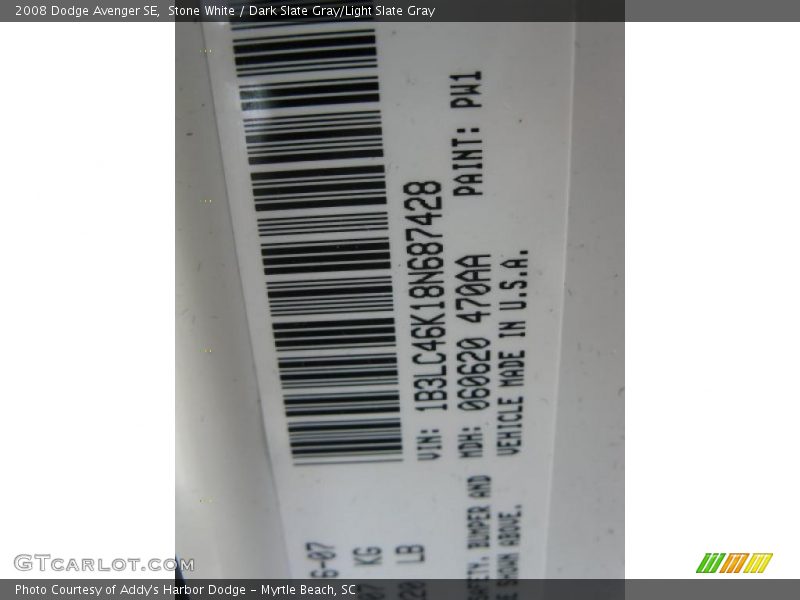 2008 Dodge Avenger SE, Stone White / Dark Slate Gray/Light Slate Gray
6-07
KG
LB
VIN: 1B3LC46K18N687428
MDH: 060620 470AA PAINT: PW1
BUMPER AND VEHICLE MADE IN U.S.A.
SHOWN ABOVE.
GTCARLOT.COM
Photo Courtesy of Addy's Harbor Dodge - Myrtle Beach, SC